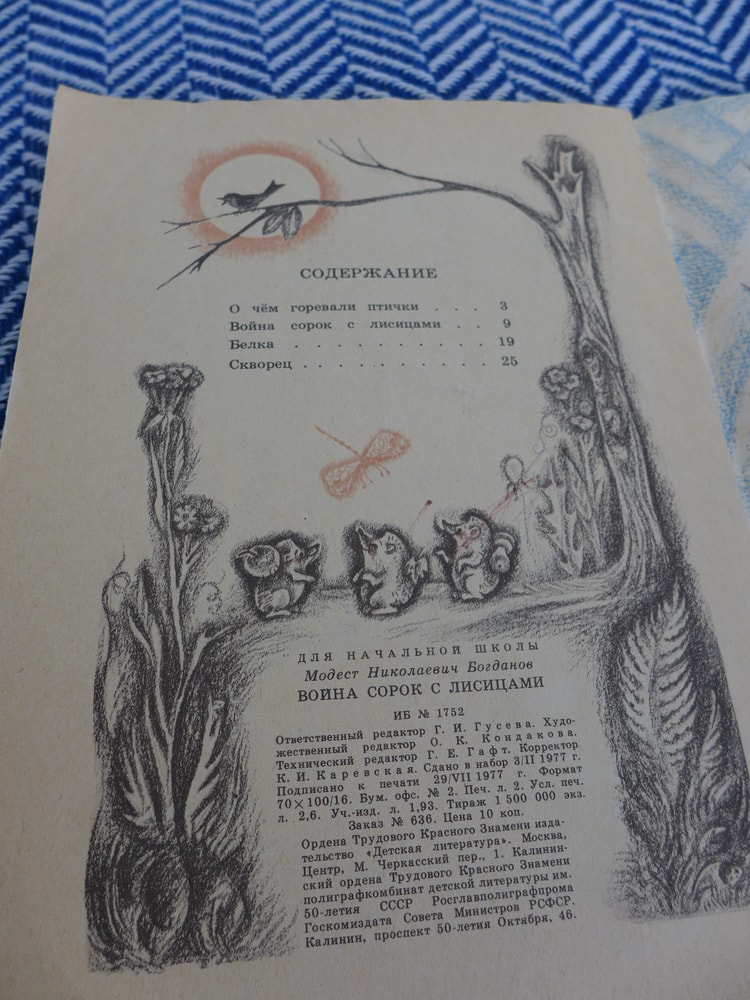 СОДЕРЖАНИЕ
О чём горевали птички . . . 3
Война сорок с лисицами . . 9
Белка . . . . . . . . . . 19
Скворец . . . . . . . . . 25
ДЛЯ НАЧАЛЬНОЙ ШКОЛЫ
Модест Николаевич Богданов
ВОЙНА СОРОК С ЛИСИЦАМИ
ИБ № 1752
Ответственный редактор Г. И. Гусева. Худо-
жественный редактор О. К. Кондакова.
Технический редактор Г. Е. Гафт. Корректор
К. И. Каревская. Сдано в набор 3/II 1977 г.
Подписано к печати 29/VII 1977 г. Формат
70×100/16. Бум. офс. № 2. Печ. л. 2. Усл. печ.
л. 2,6. Уч.-изд. л. 1,93. Тираж 1 500 000 экз.
Заказ № 636. Цена 10 коп.
Ордена Трудового Красного Знамени изда-
тельство «Детская литература». Москва,
Центр, М. Черкасский пер., 1. Калинин-
ский ордена Трудового Красного Знамени
полиграфкомбинат детской литературы им.
50-летия СССР Росглавполиграфпрома
Госкомиздата Совета Министров РСФСР.
Калинин, проспект 50-летия Октября, 46.